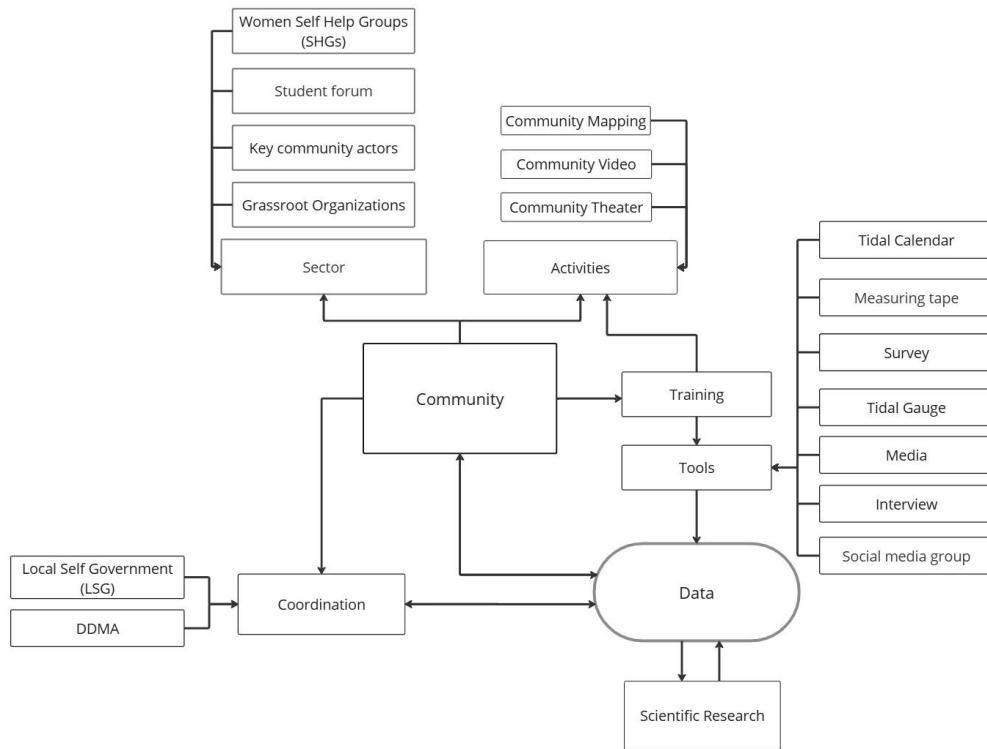 Women Self Help Groups
(SHGs)
Student forum
Key community actors
Grassroot Organizations
Sector
Community Mapping
Community Video
Community Theater
Activities
Tidal Calendar
Measuring tape
Survey
Tidal Gauge
Media
Interview
Social media group
Community
Training
Tools
Local Self Government
(LSG)
DDMA
Coordination
Data
Scientific Research